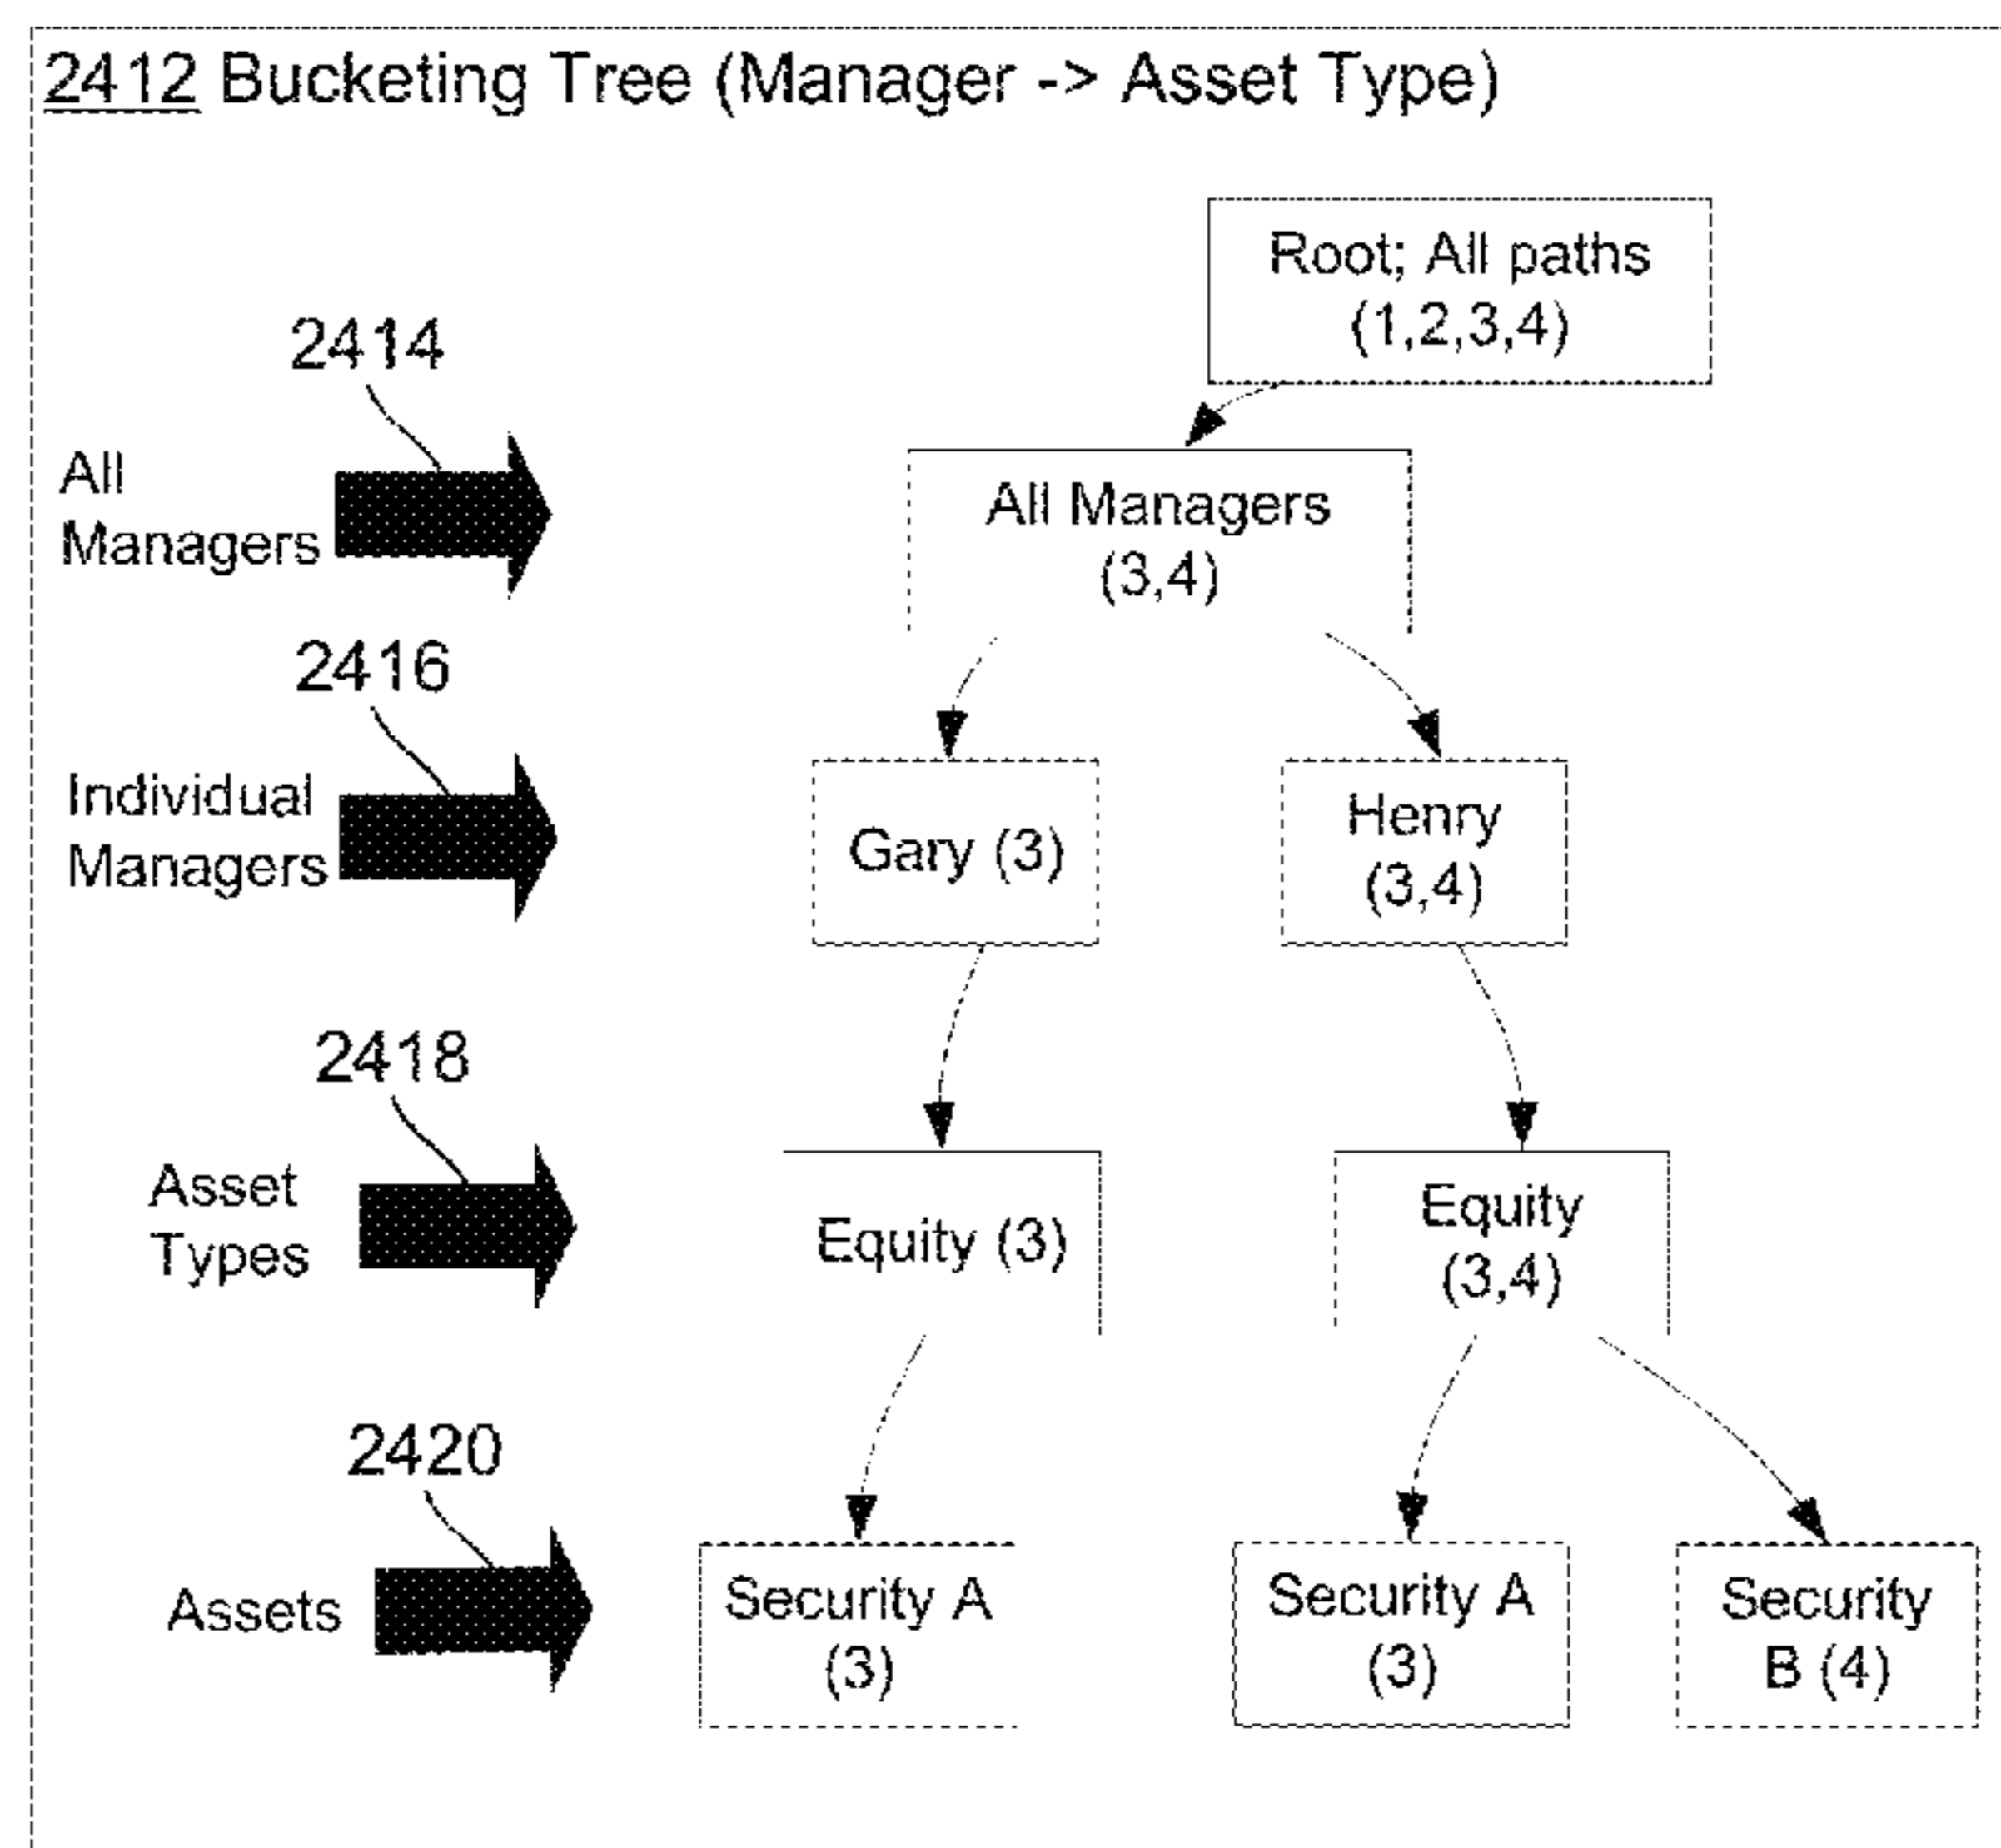 2412 Bucketing Tree (Manager -> Asset Type)
Root; All paths
(1,2,3,4)
2414
All
Managers
All Managers
(3,4)
2416
Individual
Managers
Gary (3)
Henry
(3,4)
2418
Asset
Types
Equity (3)
Equity
(3,4)
2420
Assets
Security A
(3)
Security A
(3)
Security
B (4)